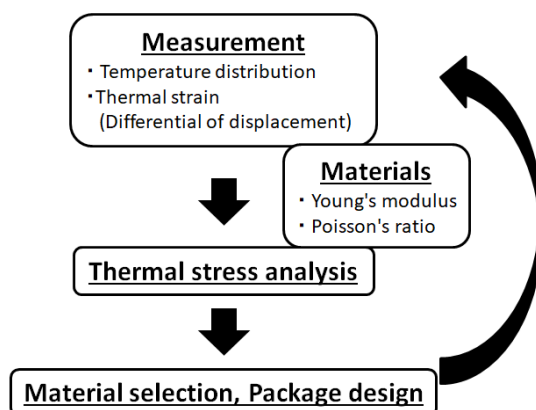 Measurement
・Temperature distribution
・Thermal strain
(Differential of displacement)
Materials
・Young's modulus
・Poisson's ratio
Thermal stress analysis
Material selection, Package design